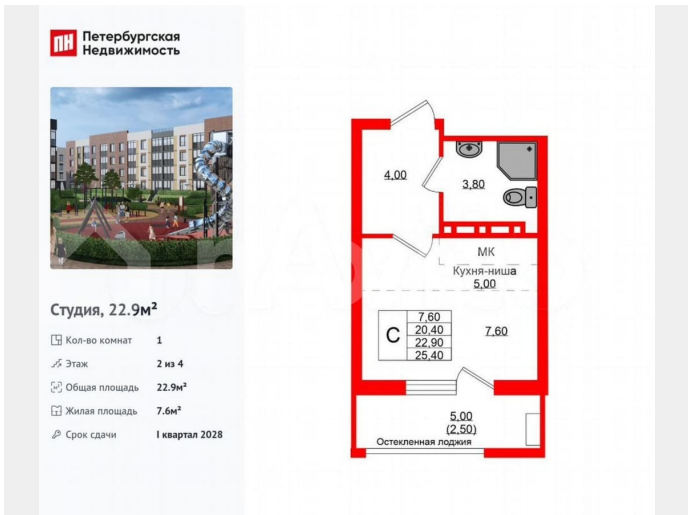 ПН
Петербургская
Недвижимость
Студия, 22.9м²
Кол-во комнат 1
Этаж 2 из 4
Общая площадь 22.9м²
Жилая площадь 7.6м²
Срок сдачи I квартал 2028
4,00
3,80
МК
Кухня-ниша
5,00
С
7,60
20,40
22,90
25,40
7,60
5,00
(2,50)
Остекленная лоджия